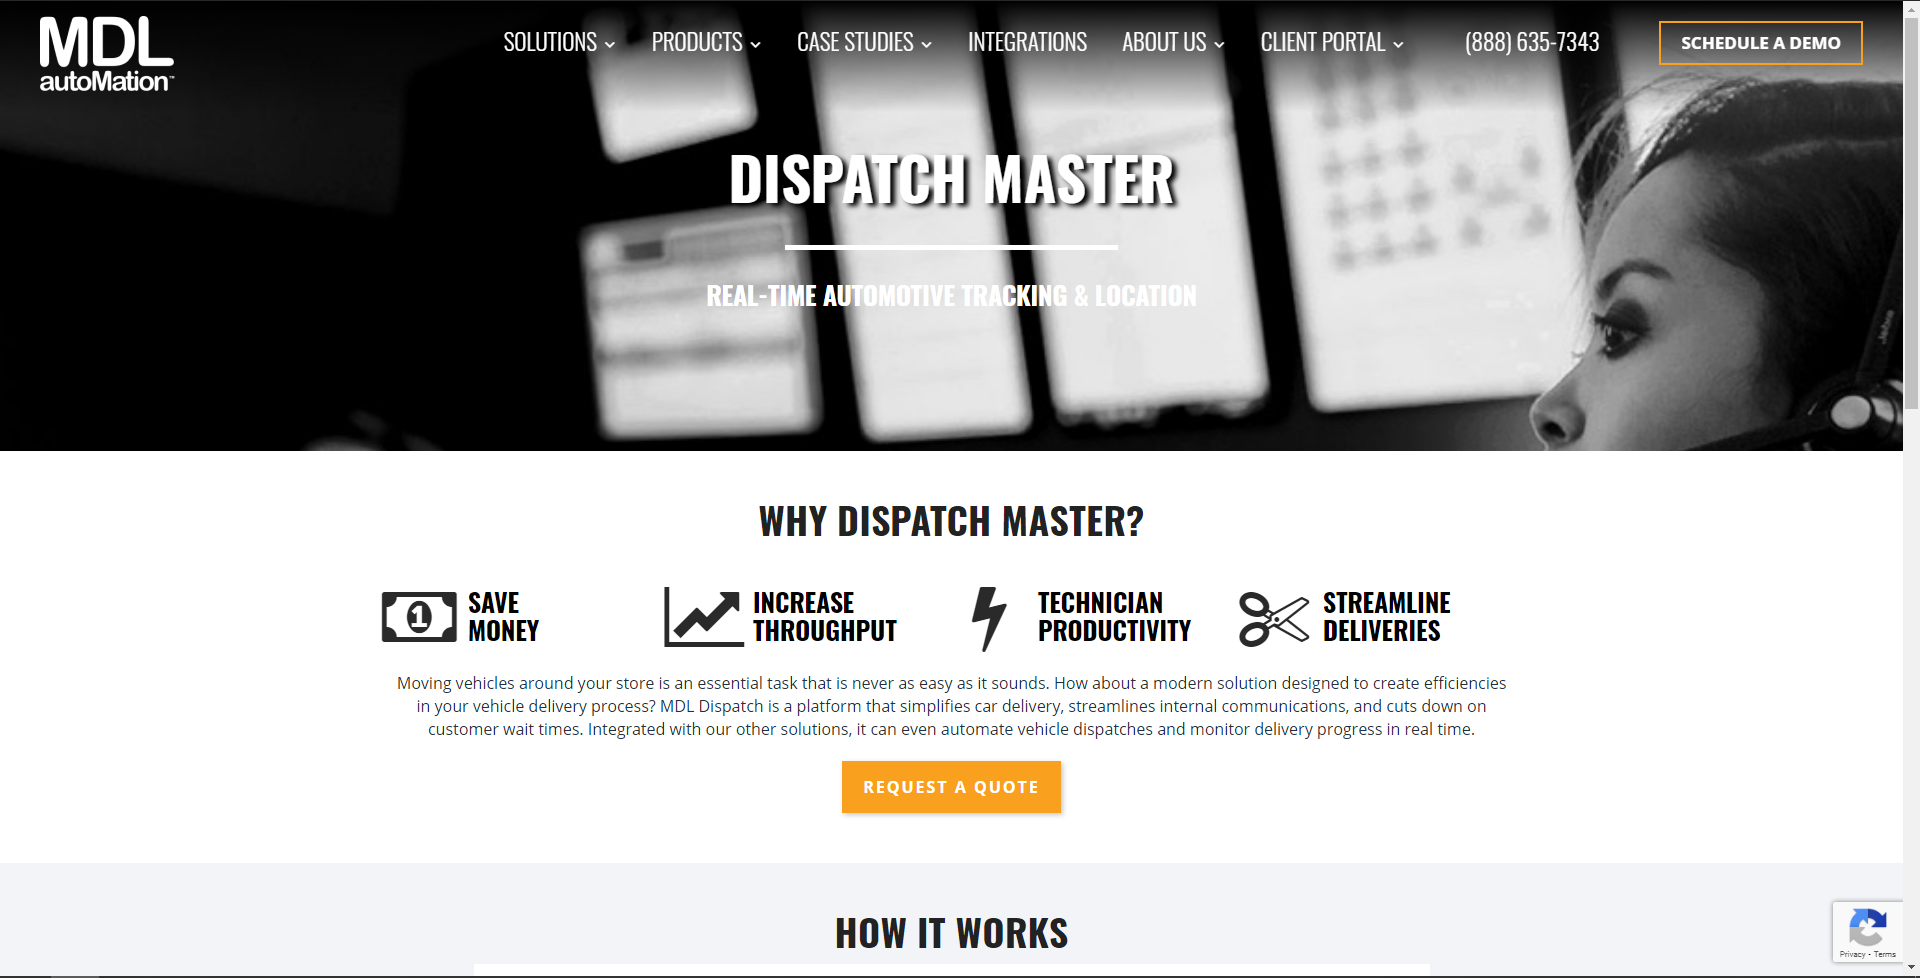 MDL
autoMation™
SOLUTIONS
PRODUCTS
CASE STUDIES
INTEGRATIONS
ABOUT US
CLIENT PORTAL
(888) 635-7343
SCHEDULE A DEMO
DISPATCH MASTER
REAL-TIME AUTOMOTIVE TRACKING & LOCATION
Jabra
WHY DISPATCH MASTER?
1
SAVE
MONEY
INCREASE
THROUGHPUT
TECHNICIAN
PRODUCTIVITY
STREAMLINE
DELIVERIES
Moving vehicles around your store is an essential task that is never as easy as it sounds. How about a modern solution designed to create efficiencies
in your vehicle delivery process? MDL Dispatch is a platform that simplifies car delivery, streamlines internal communications, and cuts down on
customer wait times. Integrated with our other solutions, it can even automate vehicle dispatches and monitor delivery progress in real time.
REQUEST A QUOTE
HOW IT WORKS
Privacy - Terms